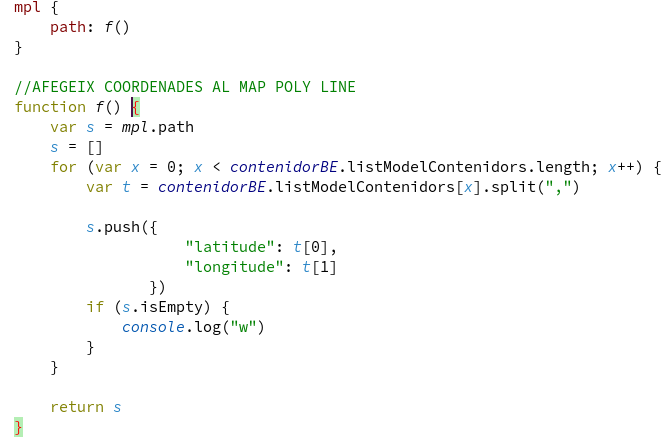 mpl {
    path: f()
}

//AFEGEIX COORDENADES AL MAP POLY LINE
function f() {
    var s = mpl.path
    s = []
    for (var x = 0; x < contenidorBE.listModelContenidors.length; x++) {
        var t = contenidorBE.listModelContenidors[x].split(",")

        s.push({
                   "latitude": t[0],
                   "longitude": t[1]
               })
        if (s.isEmpty) {
            console.log("w")
        }
    }

    return s
}